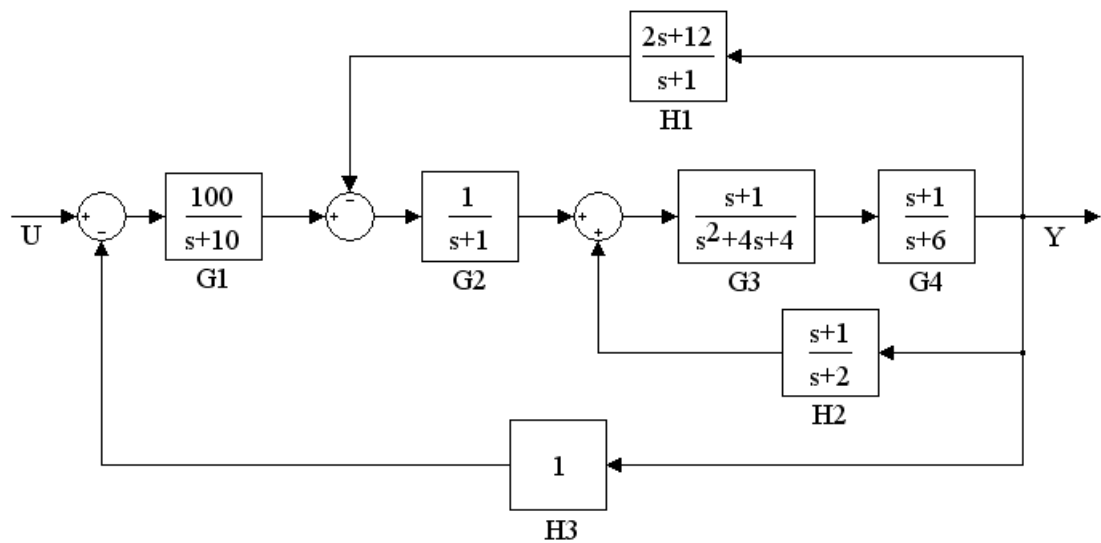 2s+12
s+1
H1
U
+
-
100
s+10
G1
+
-
1
s+1
G2
+
+
s+1
s²+4s+4
G3
s+1
s+6
G4
Y
s+1
s+2
H2
1
H3